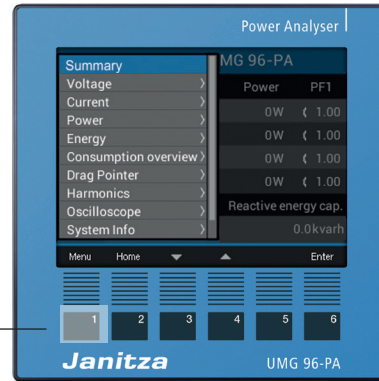 Power Analyser
Summary
MG 96-PA
Voltage
Power PF1
Current
0W 1.00
Power
Energy
0W 1.00
Consumption overview
0W 1.00
Drag Pointer
0W 1.00
Harmonics
Oscilloscope
Reactive energy cap.
System Info
0.0kvarh
Menu Home Enter
1 2 3 4 5 6
Janitza UMG 96-PA